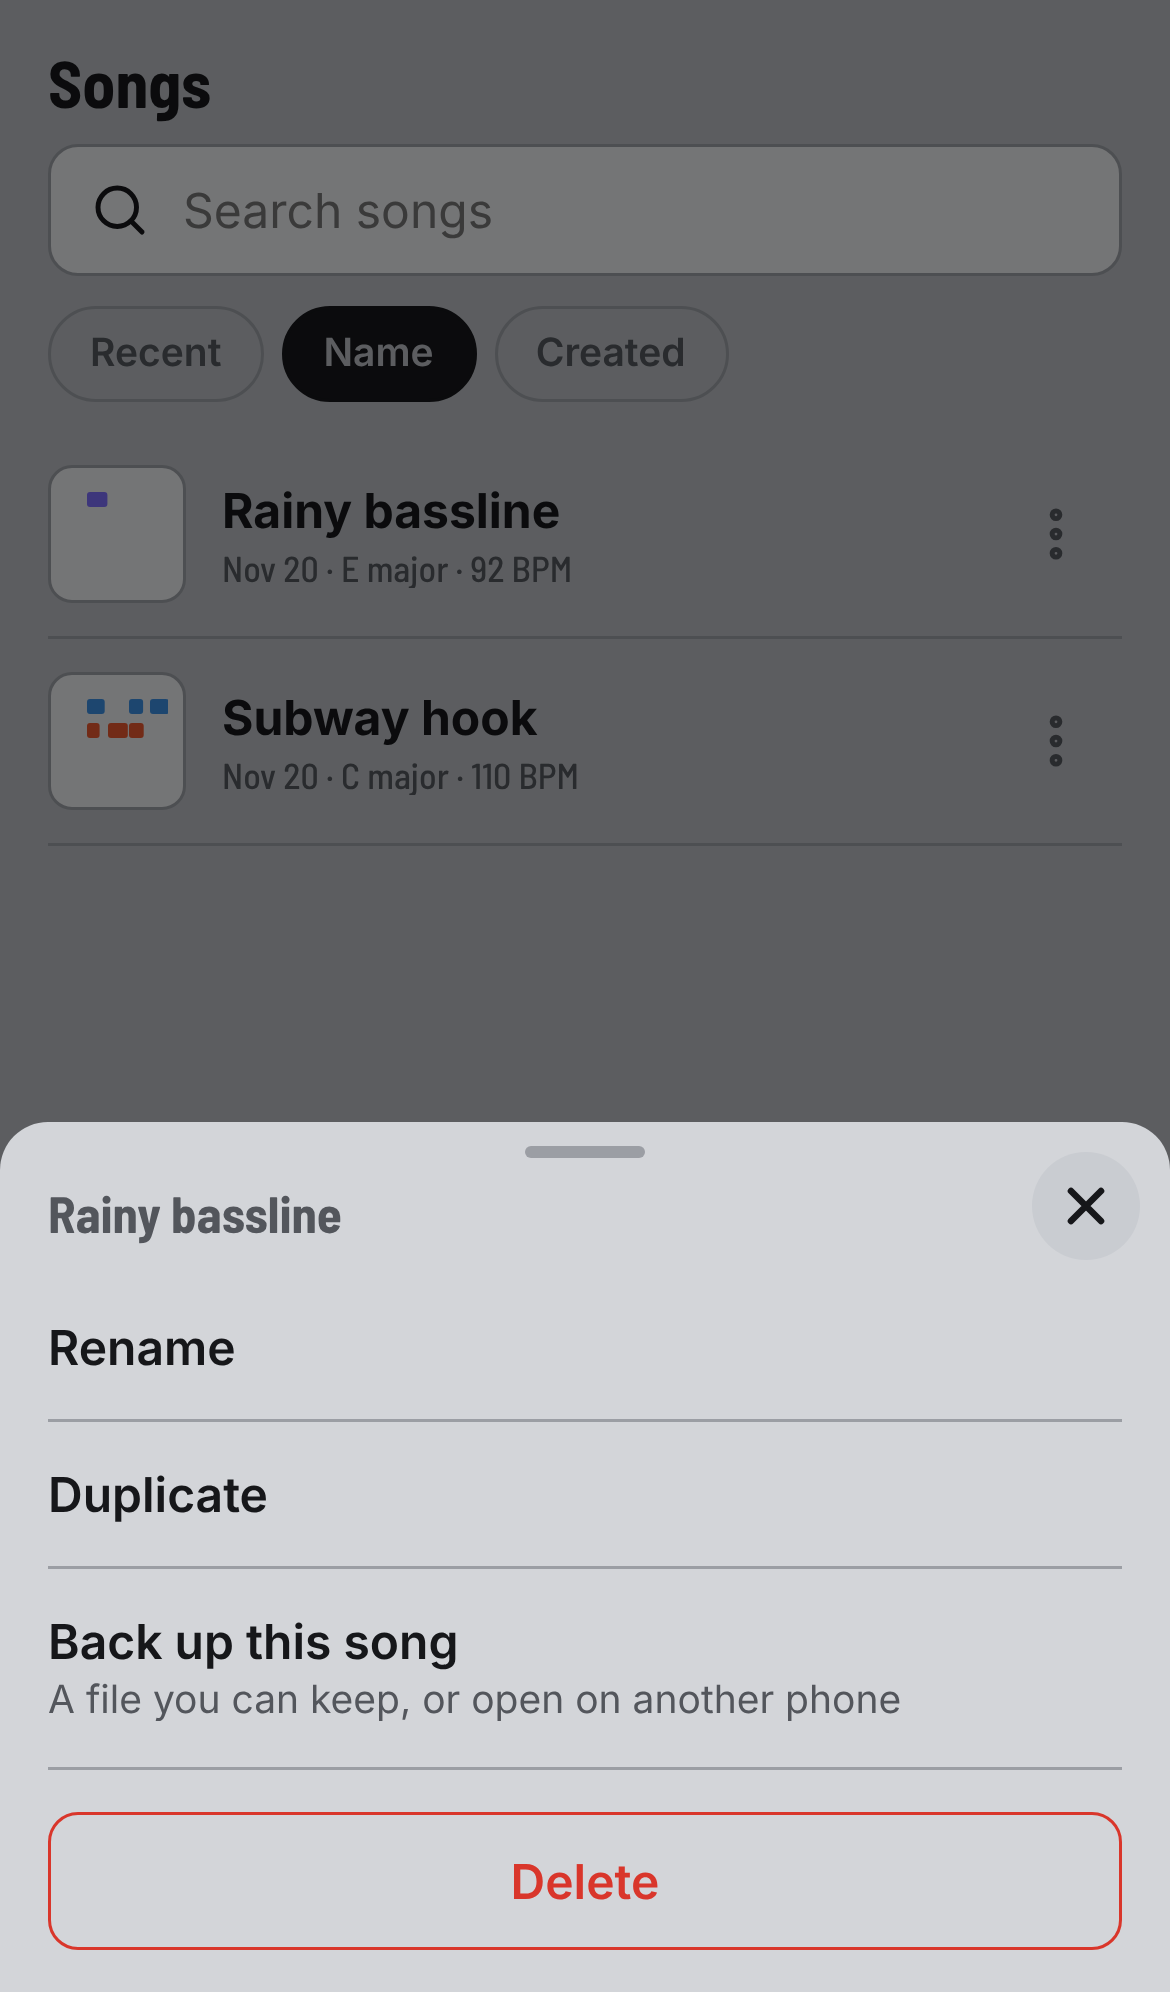 Songs
Search songs
Recent Name Created
Rainy bassline
Nov 20 · E major · 92 BPM
Subway hook
Nov 20 · C major · 110 BPM
Rainy bassline
Rename
Duplicate
Back up this song
A file you can keep, or open on another phone
Delete